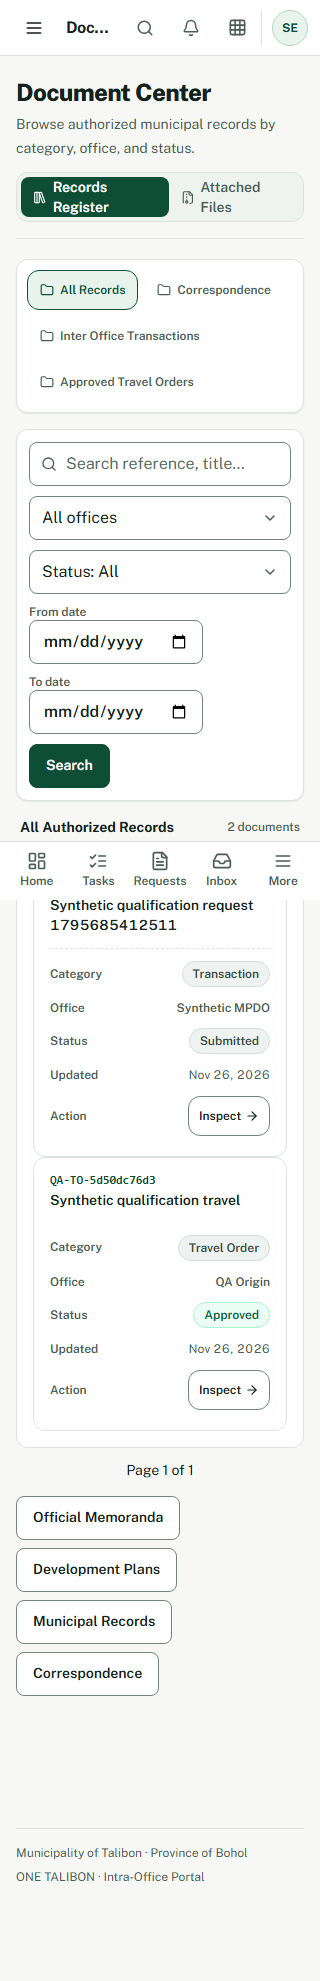 Doc...
SE
Document Center
Browse authorized municipal records by
category, office, and status.
Records
Register
Attached
Files
All Records
Correspondence
Inter Office Transactions
Approved Travel Orders
Search reference, title...
All offices
Status: All
From date
mm/dd/yyyy
To date
mm/dd/yyyy
Search
All Authorized Records
2 documents
Home
Tasks
Requests
Inbox
More
Synthetic qualification request
1795685412511
Category
Transaction
Office
Synthetic MPDO
Status
Submitted
Updated
Nov 26, 2026
Action
Inspect
QA-TO-5d50dc76d3
Synthetic qualification travel
Category
Travel Order
Office
QA Origin
Status
Approved
Updated
Nov 26, 2026
Action
Inspect
Page 1 of 1
Official Memoranda
Development Plans
Municipal Records
Correspondence
Municipality of Talibon · Province of Bohol
ONE TALIBON · Intra-Office Portal